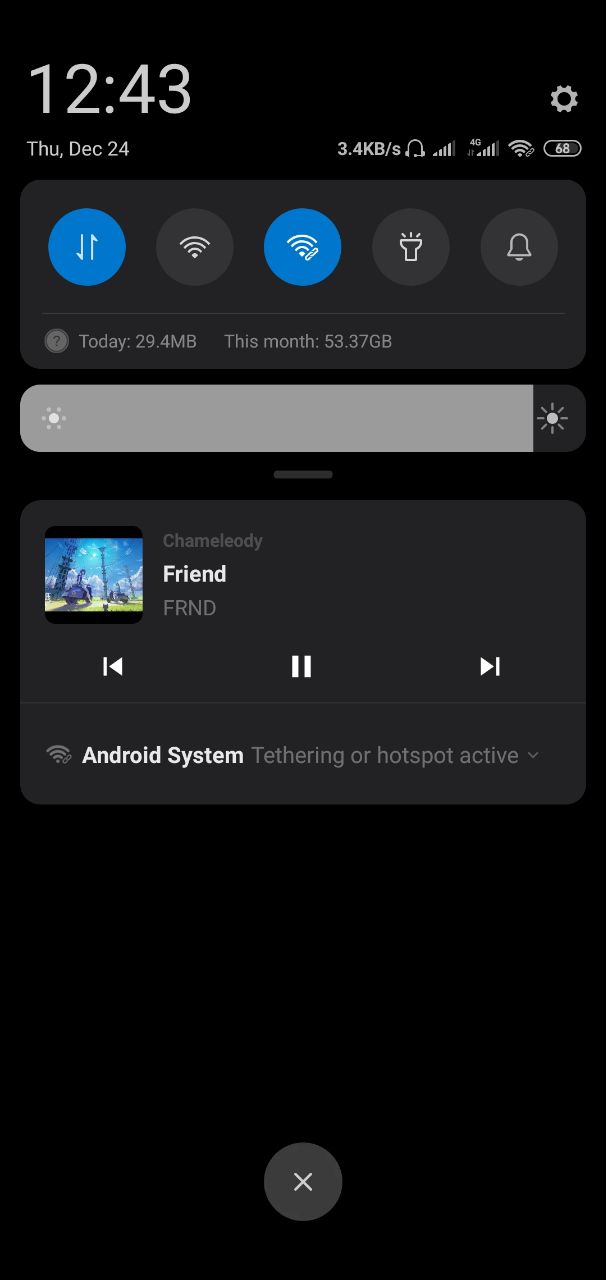 12:43
Thu, Dec 24 3.4KB/s 4G 68
? Today: 29.4MB This month: 53.37GB
Chameleody
Friend
FRND
Android System Tethering or hotspot active